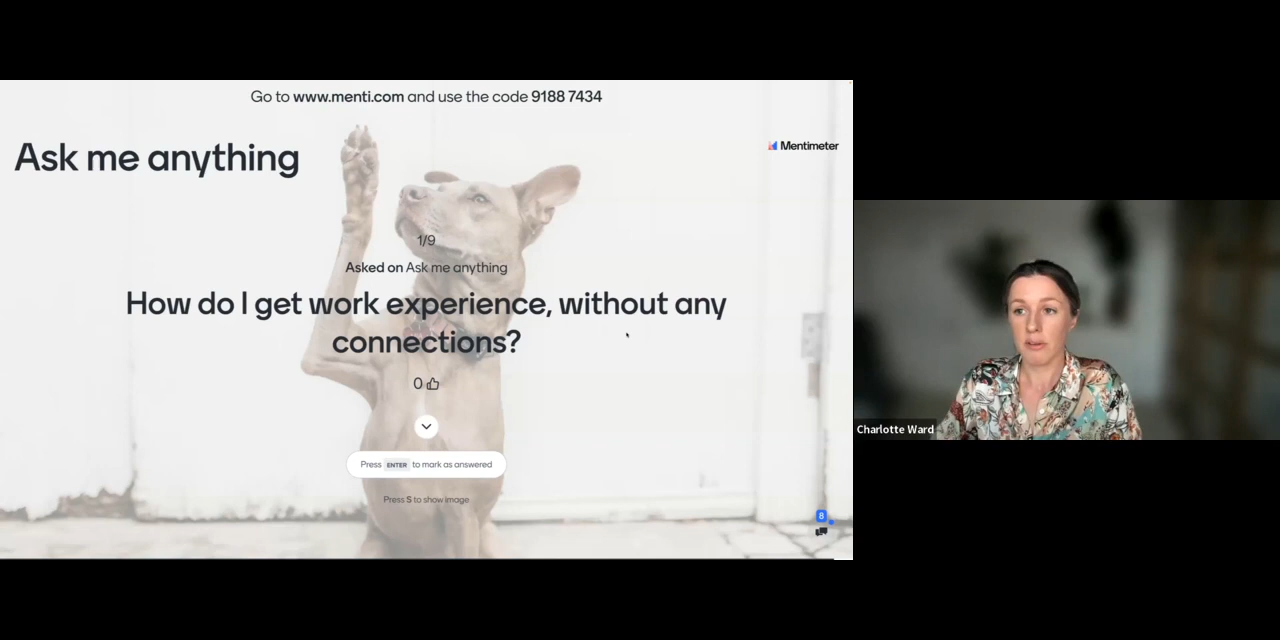 Go to www.menti.com and use the code 9188 7434
Ask me anything
Mentimeter
1/9
Asked on Ask me anything
How do I get work experience, without any
connections?
0
Press ENTER to mark as answered
Press S to show image
8
Charlotte Ward